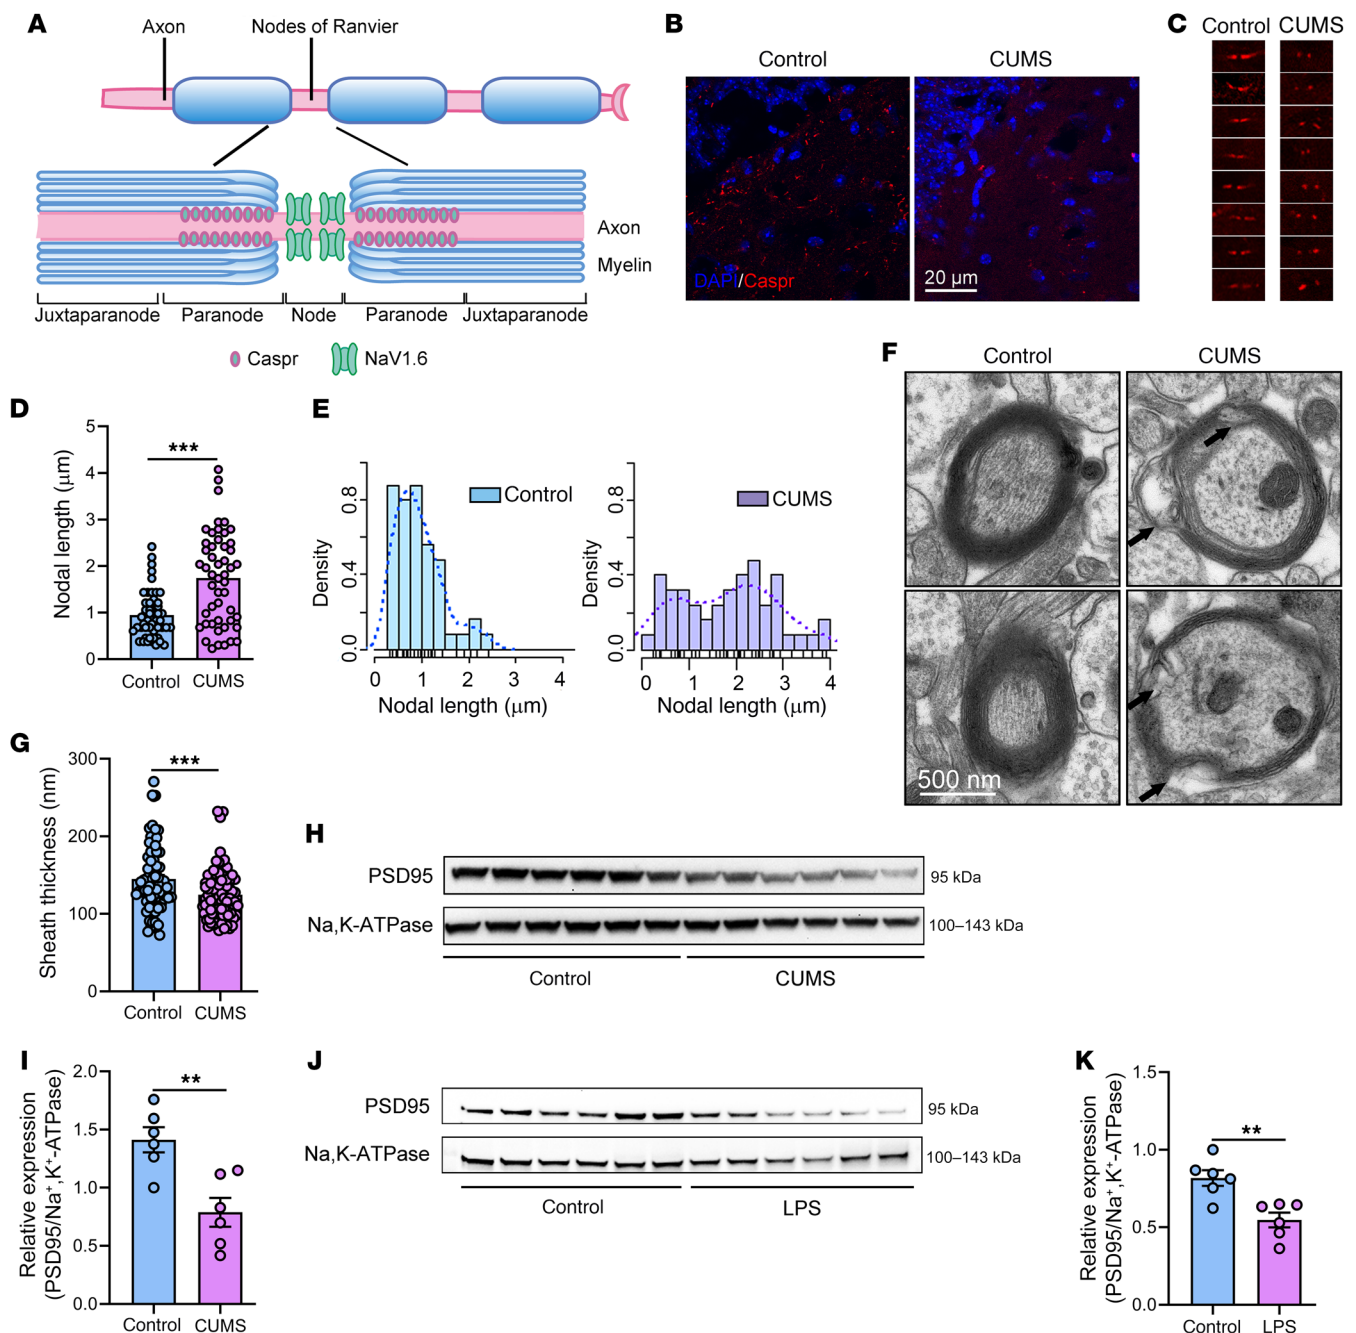 A
Axon
Nodes of Ranvier
Axon
Myelin
Juxtaparanode
Paranode
Node
Paranode
Juxtaparanode
Caspr
NaV1.6
B
Control
CUMS
DAPI/Caspr
20 µm
C
Control
CUMS
D
Nodal length (µm)
5
4
3
2
1
0
***
Control
CUMS
E
Density
0.8
0.4
0.0
Control
0
1
2
3
4
Nodal length (µm)
Density
0.8
0.4
0.0
CUMS
0
1
2
3
4
Nodal length (µm)
F
Control
CUMS
500 nm
G
Sheath thickness (nm)
300
200
100
0
***
Control
CUMS
H
PSD95
95 kDa
Na,K-ATPase
100–143 kDa
Control
CUMS
I
Relative expression
(PSD95/Na⁺,K⁺-ATPase)
2.0
1.5
1.0
0.5
0.0
**
Control
CUMS
J
PSD95
95 kDa
Na,K-ATPase
100–143 kDa
Control
LPS
K
Relative expression
(PSD95/Na⁺,K⁺-ATPase)
1.5
1.0
0.5
0.0
**
Control
LPS